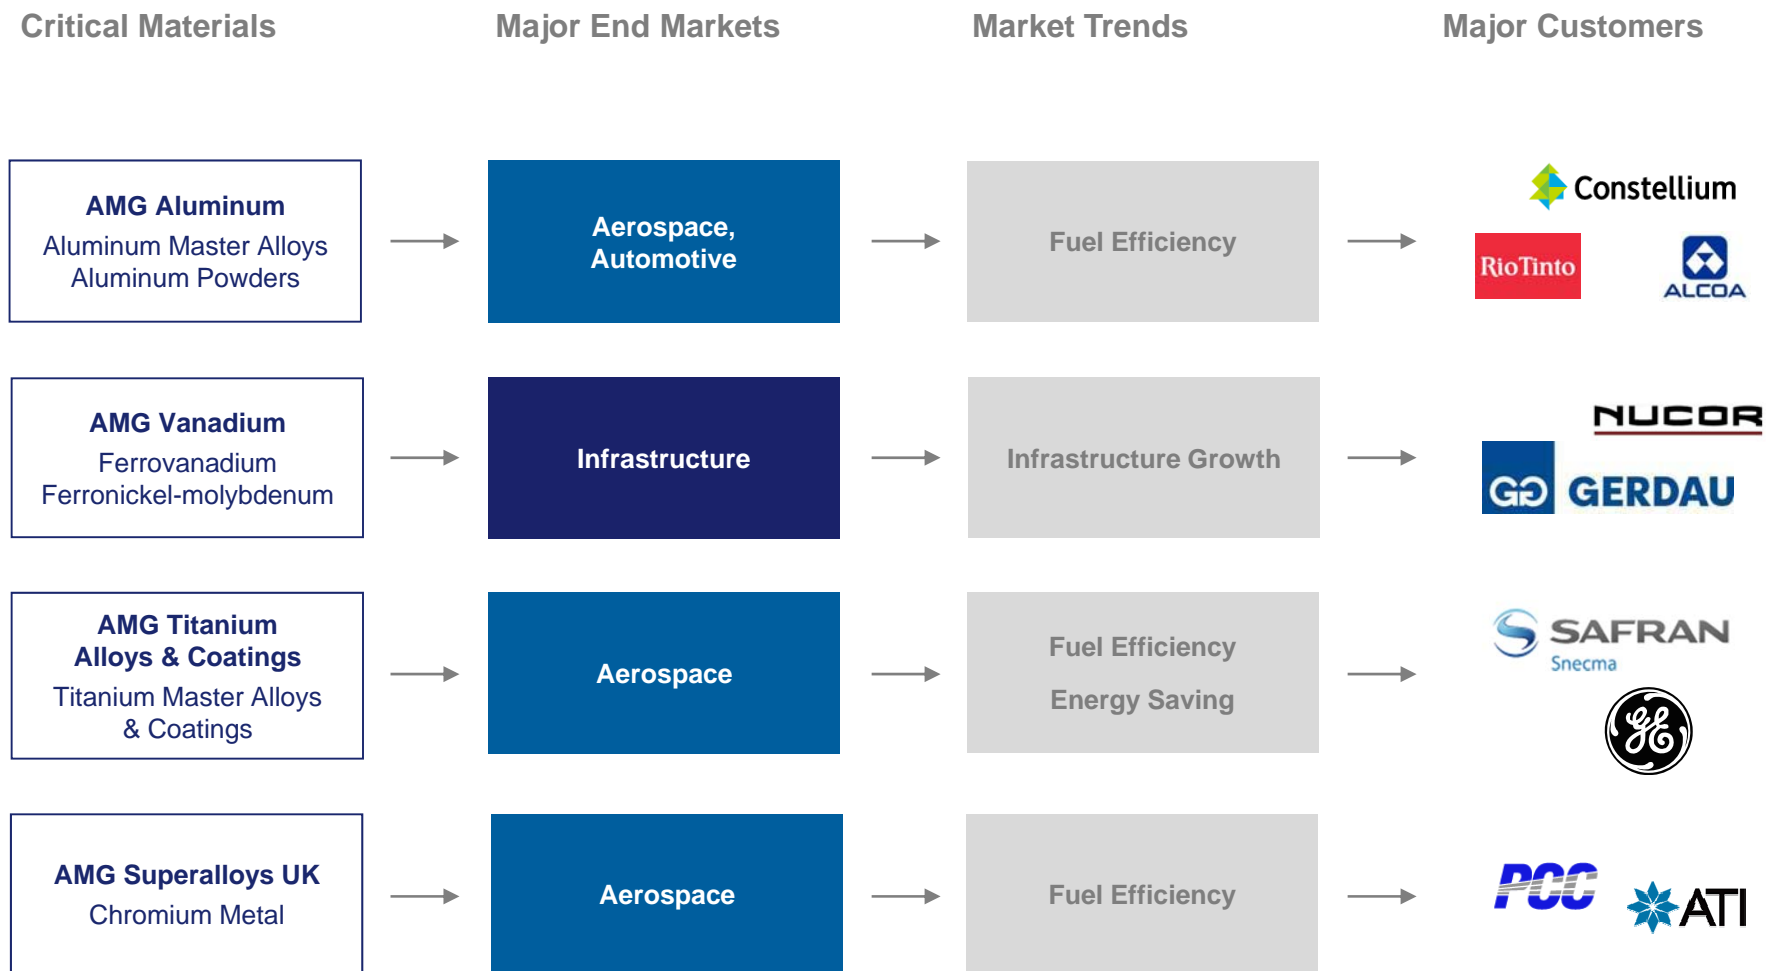 Critical Materials
Major End Markets
Market Trends
Major Customers
AMG Aluminum
Aluminum Master Alloys
Aluminum Powders
Aerospace,
Automotive
Fuel Efficiency
Constellium
RioTinto
ALCOA
AMG Vanadium
Ferrovanadium
Ferronickel-molybdenum
Infrastructure
Infrastructure Growth
NUCOR
GG GERDAU
AMG Titanium
Alloys & Coatings
Titanium Master Alloys
& Coatings
Aerospace
Fuel Efficiency
Energy Saving
SAFRAN
Snecma
GE
AMG Superalloys UK
Chromium Metal
Aerospace
Fuel Efficiency
PCC
ATI